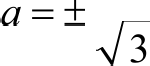 a = ± √3